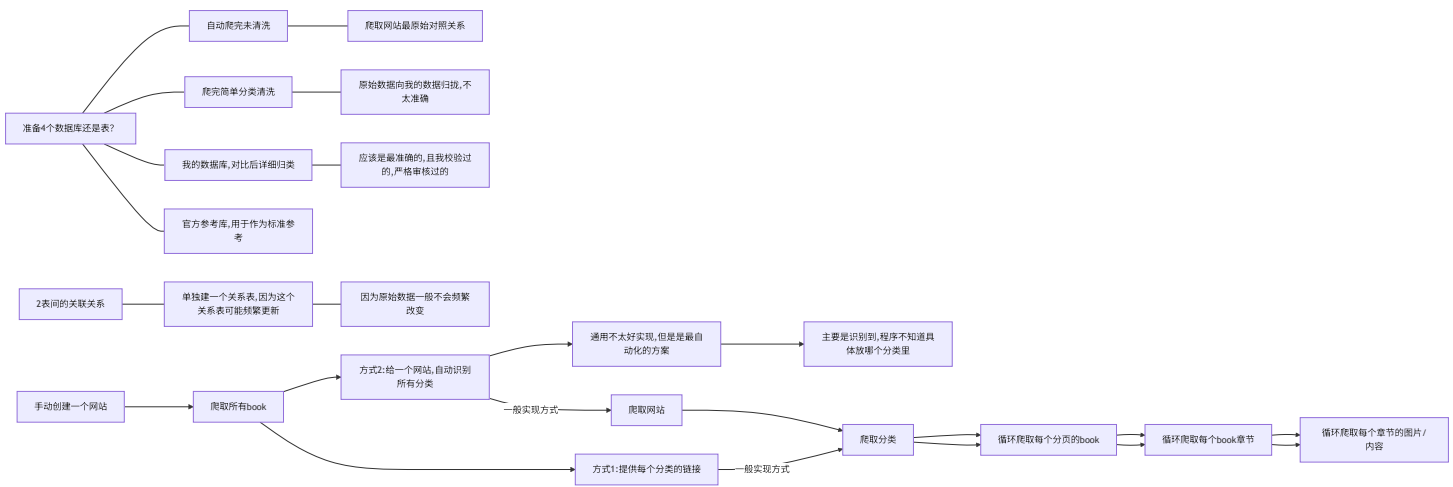 自动爬完未清洗
爬取网站最原始对照关系
爬完简单分类清洗
原始数据向我的数据归拢,不
太准确
准备4个数据库还是表?
我的数据库,对比后详细归类
应该是最准确的,且我校验过
的,严格审核过的
官方参考库,用于作为标准参
考
2表间的关联关系
单独建一个关系表,因为这个
关系表可能频繁更新
因为原始数据一般不会频繁
改变
通用不太好实现,但是是最自
动化的方案
主要是识别到,程序不知道具
体放哪个分类里
方式2:给一个网站,自动识别
所有分类
手动创建一个网站
爬取所有book
一般实现方式
爬取网站
爬取分类
循环爬取每个分页的book
循环爬取每个book章节
循环爬取每个章节的图片/
内容
方式1:提供每个分类的链接
一般实现方式